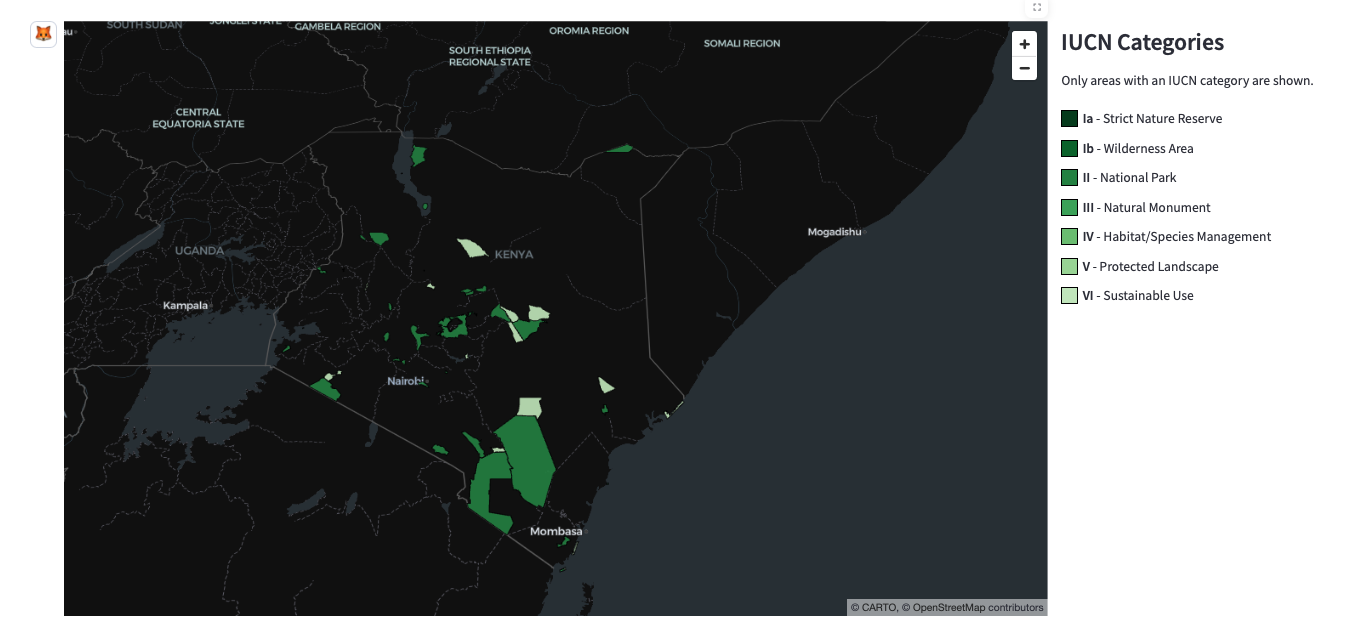 SOUTH SUDAN
JONGLEI STATE
GAMBELA REGION
OROMIA REGION
SOMALI REGION
SOUTH ETHIOPIA
REGIONAL STATE
CENTRAL
EQUATORIA STATE
UGANDA
KENYA
Mogadishu
Kampala
Nairobi
Mombasa
© CARTO, © OpenStreetMap contributors
IUCN Categories
Only areas with an IUCN category are shown.
Ia - Strict Nature Reserve
Ib - Wilderness Area
II - National Park
III - Natural Monument
IV - Habitat/Species Management
V - Protected Landscape
VI - Sustainable Use